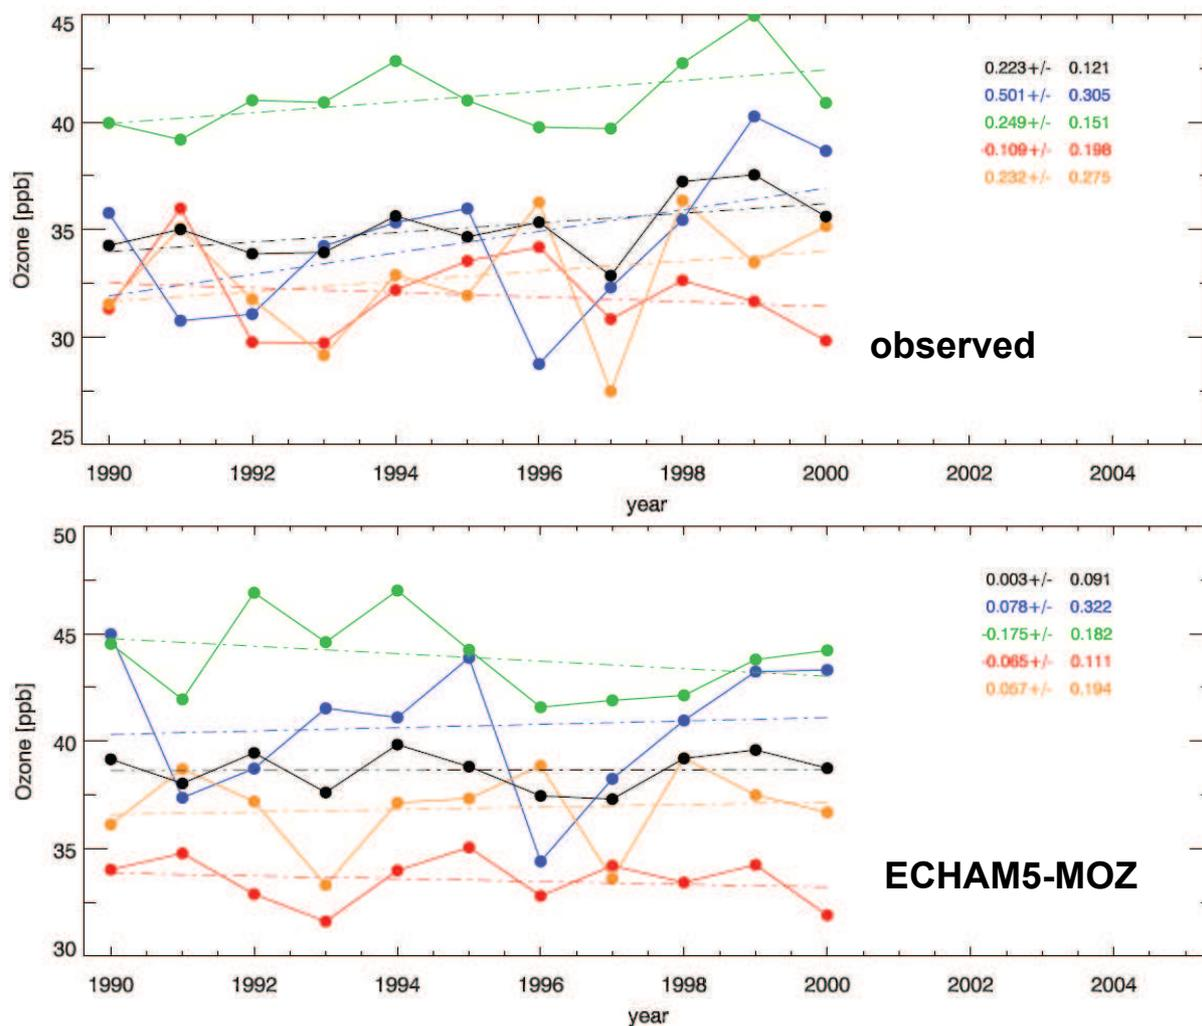 45
40
35
30
25
Ozone [ppb]
0.223+/- 0.121
0.501+/- 0.305
0.249+/- 0.151
-0.109+/- 0.198
0.232+/- 0.275
observed
1990 1992 1994 1996 1998 2000 2002 2004
year
50
45
40
35
30
Ozone [ppb]
0.003+/- 0.091
0.078+/- 0.322
-0.175+/- 0.182
-0.065+/- 0.111
0.057+/- 0.194
ECHAM5-MOZ
1990 1992 1994 1996 1998 2000 2002 2004
year